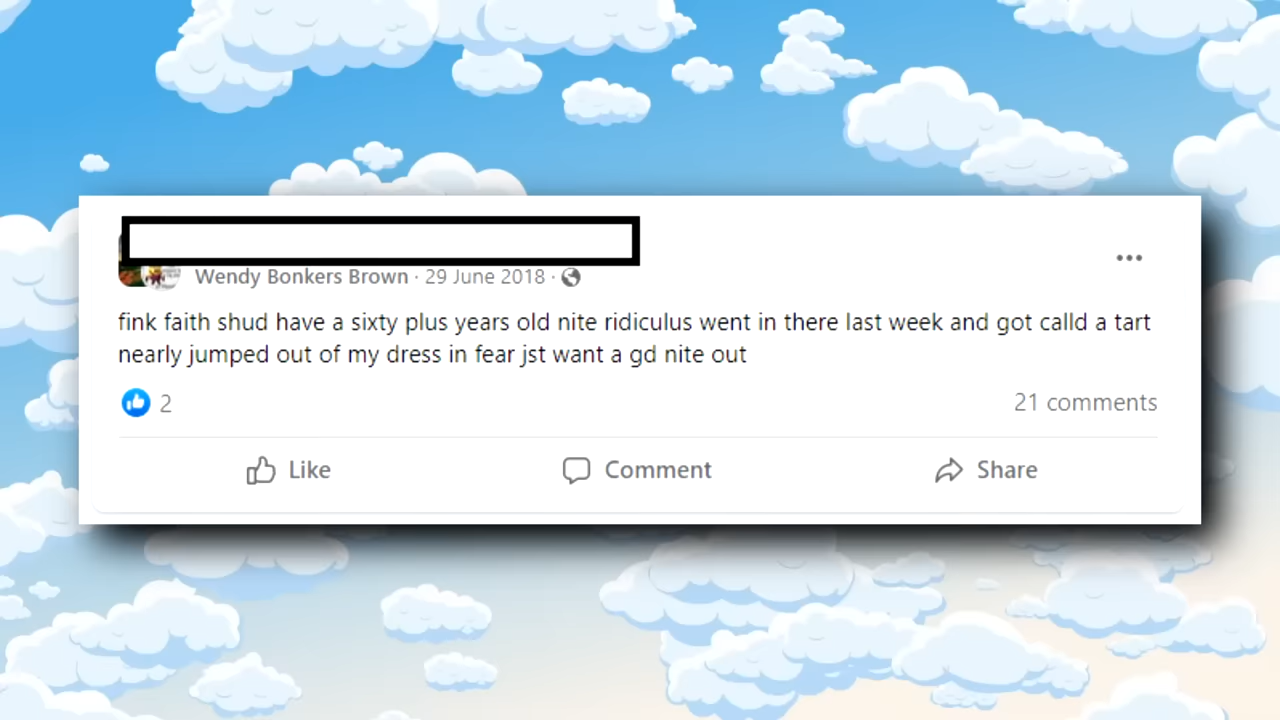 Wendy Bonkers Brown · 29 June 2018 ·
fink faith shud have a sixty plus years old nite ridiculus went in there last week and got calld a tart
nearly jumped out of my dress in fear jst want a gd nite out
2
21 comments
Like
Comment
Share